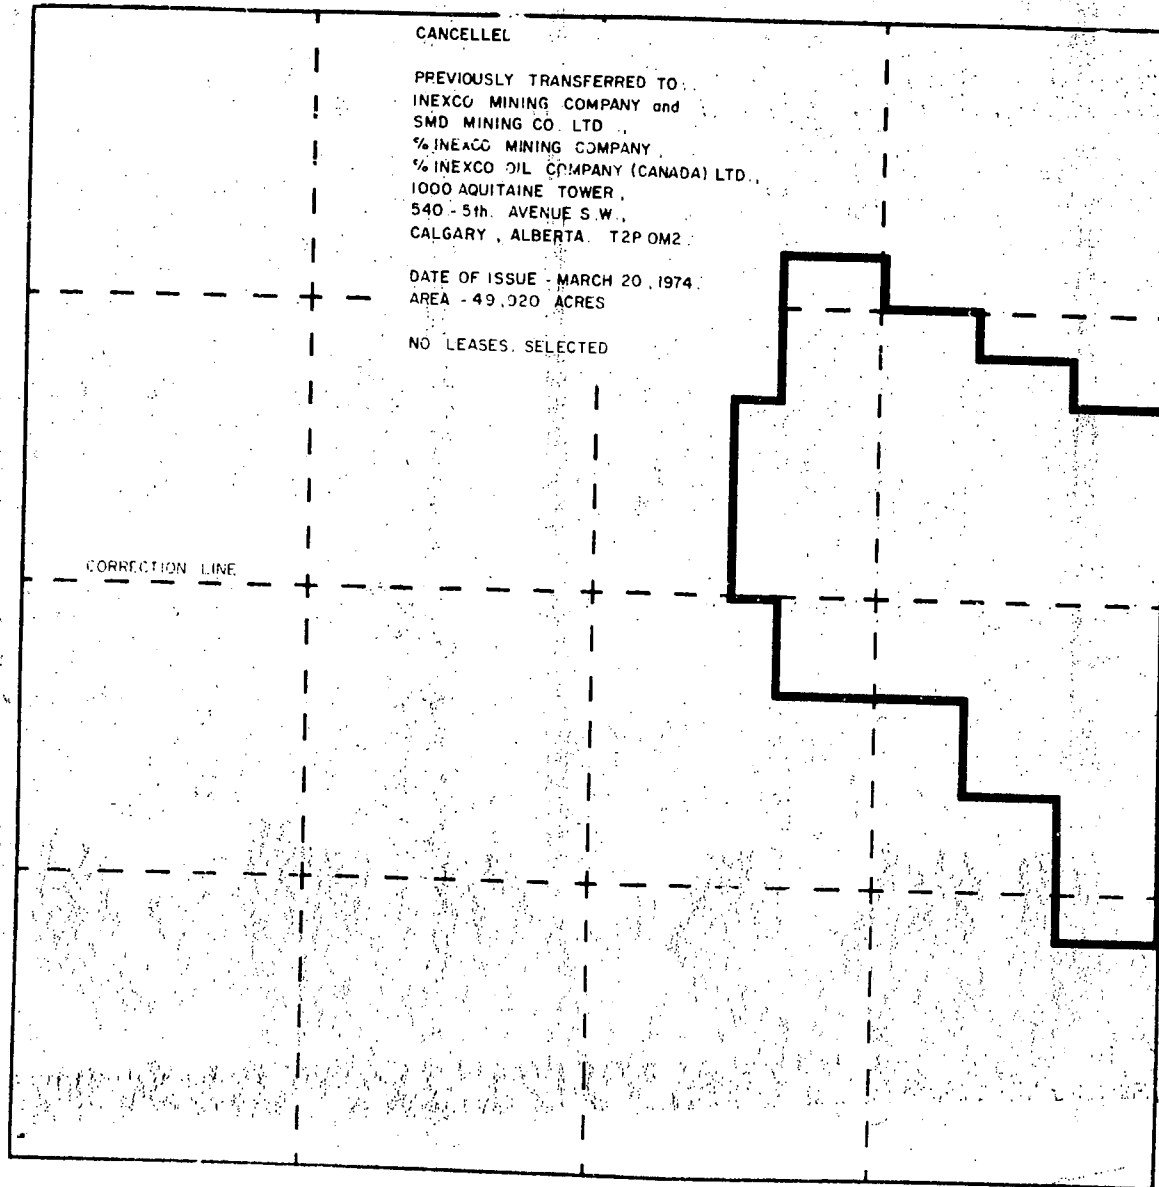 CANCELLEL
PREVIOUSLY TRANSFERRED TO:
INEXCO MINING COMPANY and
SMD MINING CO. LTD.,
℅ INEXCO MINING COMPANY,
℅ INEXCO OIL COMPANY (CANADA) LTD.,
1000 AQUITAINE TOWER,
540 - 5th. AVENUE S.W.,
CALGARY, ALBERTA. T2P 0M2.
DATE OF ISSUE - MARCH 20, 1974.
AREA - 49,920 ACRES
NO LEASES. SELECTED
CORRECTION LINE